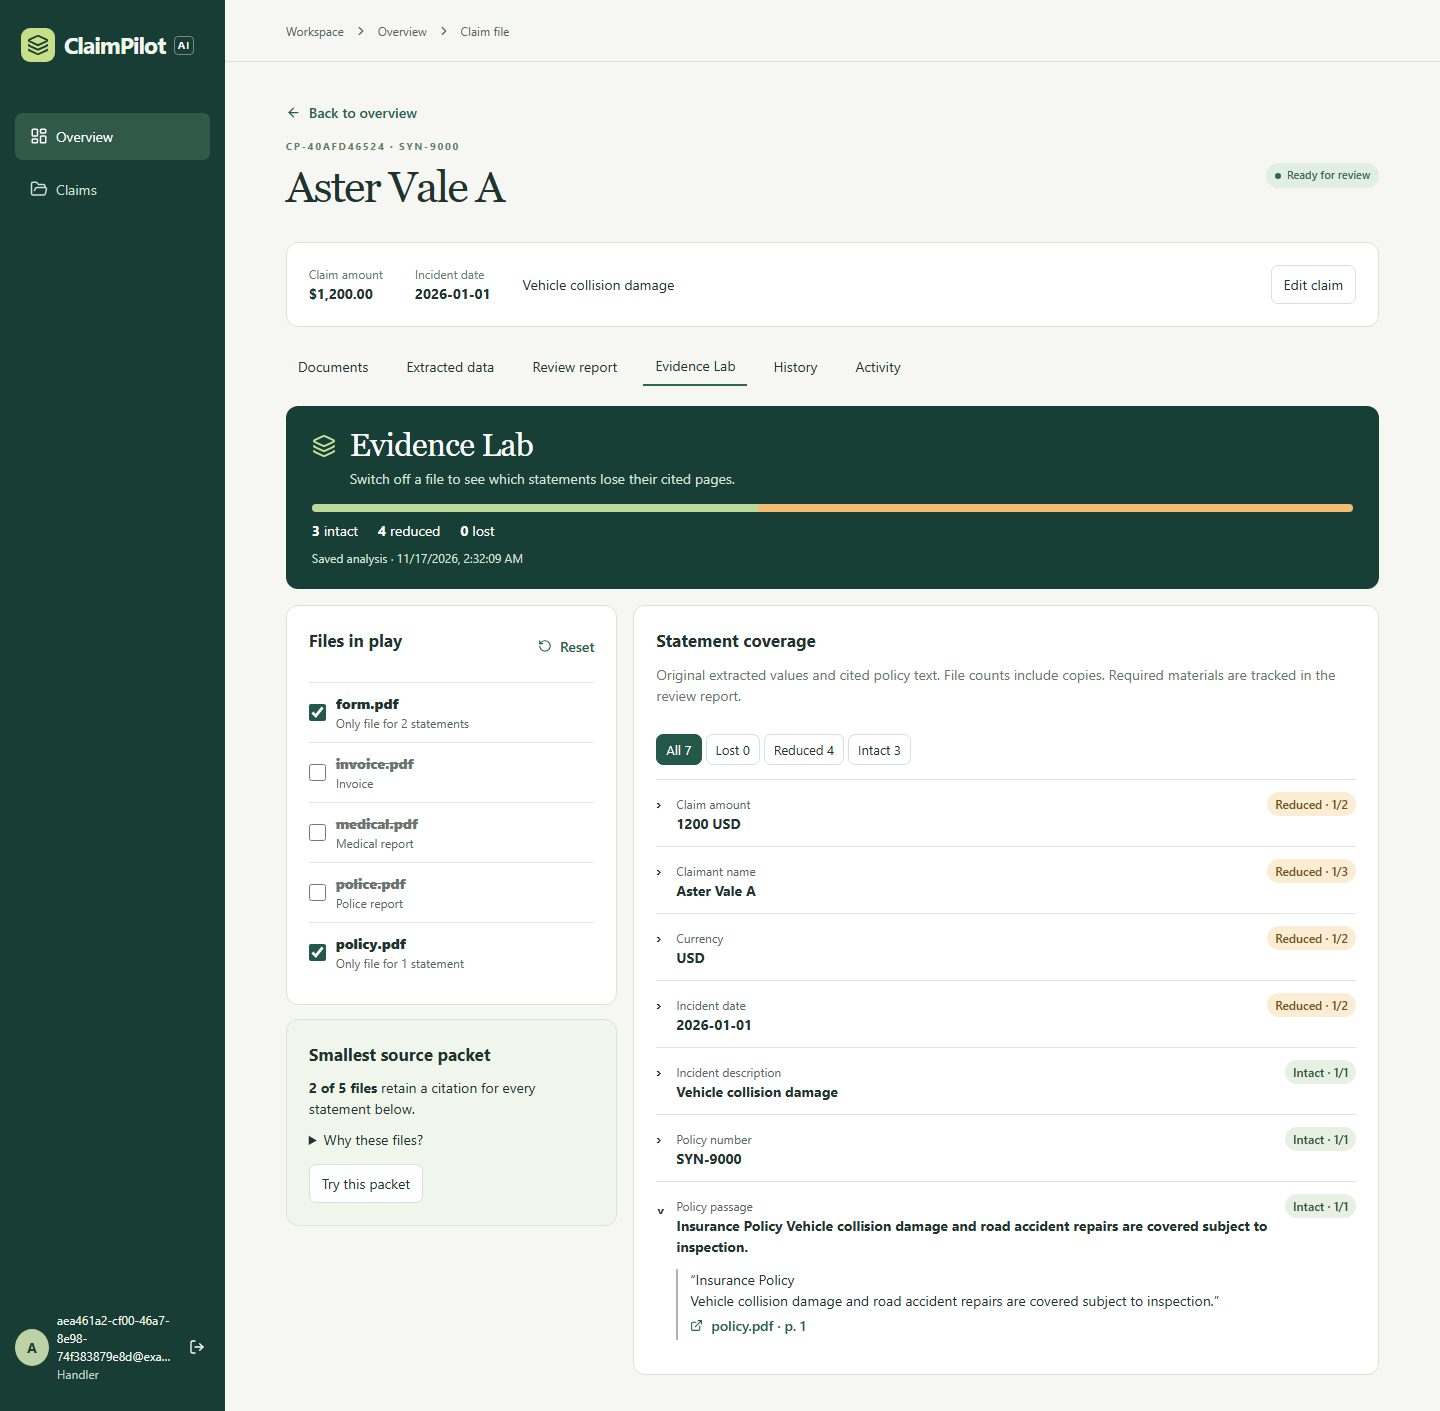 ClaimPilot AI
Overview
Claims
aea461a2-cf00-46a7-
8e98-
74f383879e8d@exa...
Handler
A
Workspace > Overview > Claim file
Back to overview
CP-40AFD46524 · SYN-9000
Aster Vale A
Ready for review
Claim amount
$1,200.00
Incident date
2026-01-01
Vehicle collision damage
Edit claim
Documents
Extracted data
Review report
Evidence Lab
History
Activity
Evidence Lab
Switch off a file to see which statements lose their cited pages.
3 intact 4 reduced 0 lost
Saved analysis · 11/17/2026, 2:32:09 AM
Files in play
Reset
form.pdf
Only file for 2 statements
invoice.pdf
Invoice
medical.pdf
Medical report
police.pdf
Police report
policy.pdf
Only file for 1 statement
Smallest source packet
2 of 5 files retain a citation for every
statement below.
Why these files?
Try this packet
Statement coverage
Original extracted values and cited policy text. File counts include copies. Required materials are tracked in the
review report.
All 7
Lost 0
Reduced 4
Intact 3
Claim amount
1200 USD
Reduced · 1/2
Claimant name
Aster Vale A
Reduced · 1/3
Currency
USD
Reduced · 1/2
Incident date
2026-01-01
Reduced · 1/2
Incident description
Vehicle collision damage
Intact · 1/1
Policy number
SYN-9000
Intact · 1/1
Policy passage
Insurance Policy Vehicle collision damage and road accident repairs are covered subject to
inspection.
Intact · 1/1
“Insurance Policy
Vehicle collision damage and road accident repairs are covered subject to inspection.”
policy.pdf · p. 1